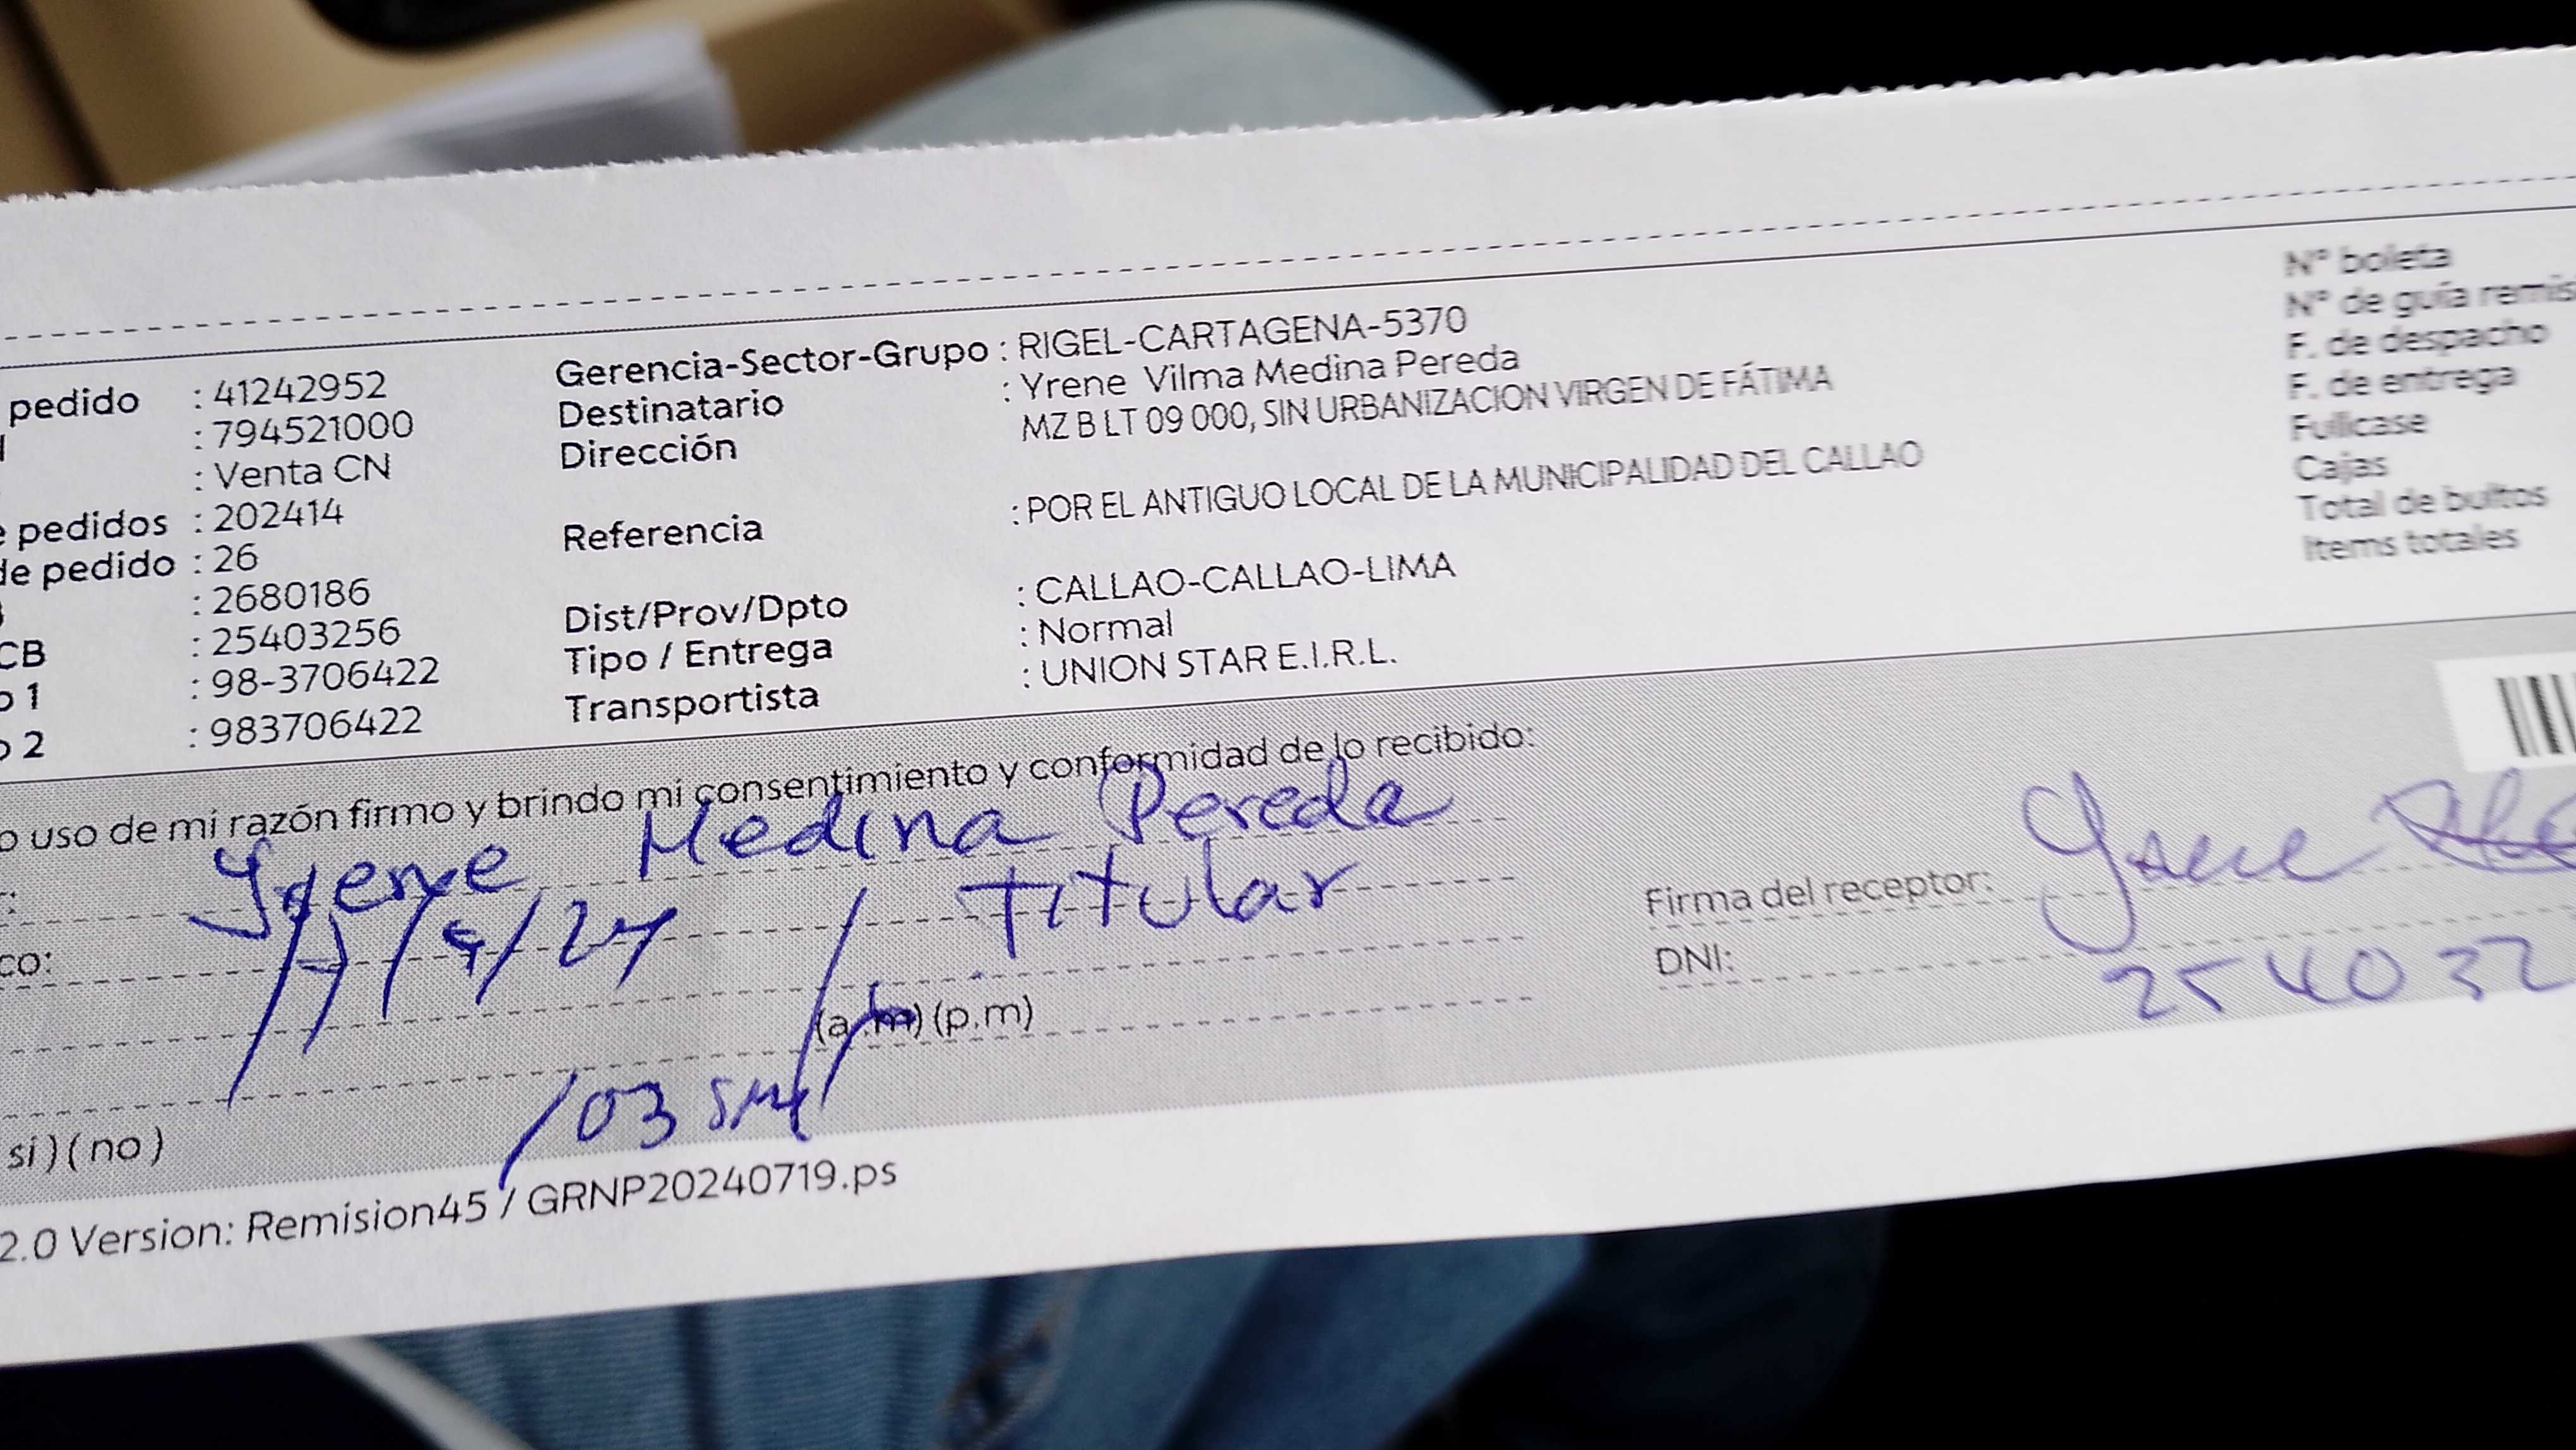 pedido : 41242952
: 794521000
: Venta CN
pedidos : 202414
de pedido : 26
: 2680186
CB : 25403256
1 : 98-3706422
2 : 983706422
Gerencia-Sector-Grupo : RIGEL-CARTAGENA-5370
Destinatario : Yrene Vilma Medina Pereda
Dirección MZ B LT 09 000, SIN URBANIZACION VIRGEN DE FÁTIMA
Referencia : POR EL ANTIGUO LOCAL DE LA MUNICIPALIDAD DEL CALLAO
Dist/Prov/Dpto : CALLAO-CALLAO-LIMA
Tipo / Entrega : Normal
Transportista : UNION STAR E.I.R.L.
N° boleta
N° de guía remis
F. de despacho
F. de entrega
Fullcase
Cajas
Total de bultos
Items totales
o uso de mi razón firmo y brindo mi consentimiento y conformidad de lo recibido:
Yrene Medina Pereda
Titular
co:
(a.m) (p.m)
/03
si ) ( no )
Firma del receptor: Yrene
DNI: 254032
2.0 Version: Remision45 / GRNP20240719.ps